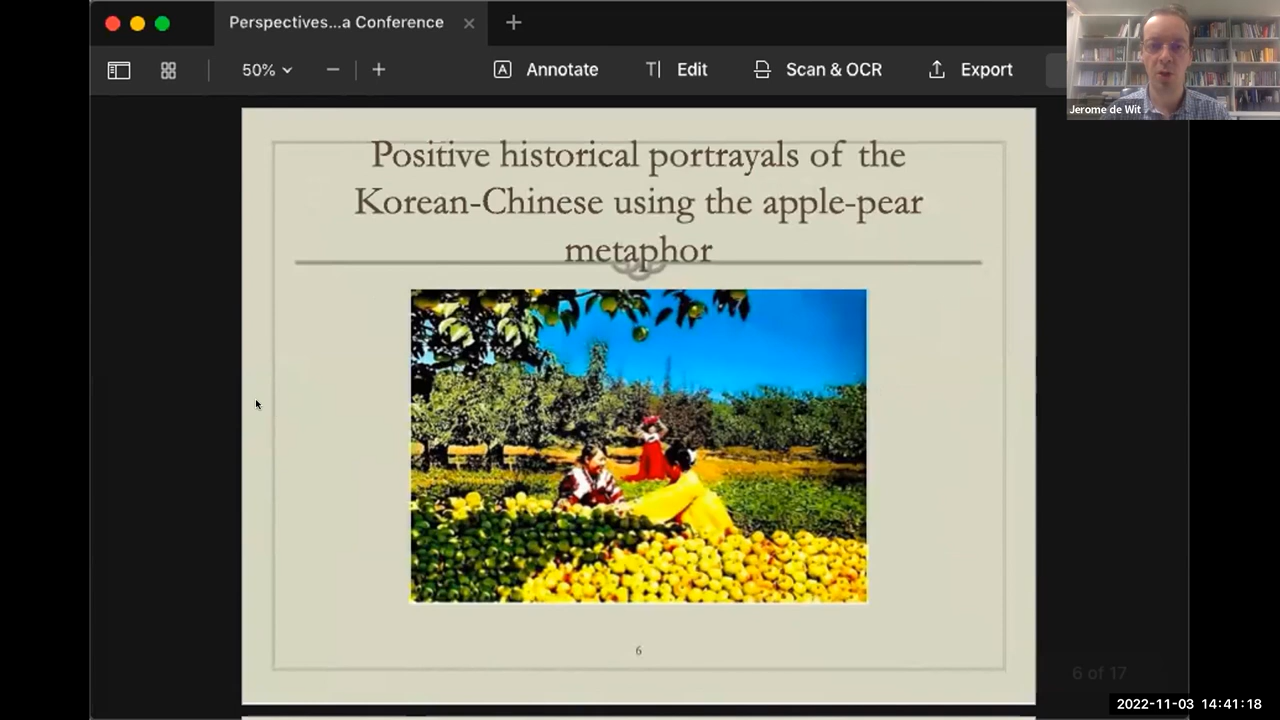 Perspectives...a Conference
50%
Annotate
Edit
Scan & OCR
Export
Jerome de Wit
Positive historical portrayals of the
Korean-Chinese using the apple-pear
metaphor
6
6 of 17
2022-11-03 14:41:18